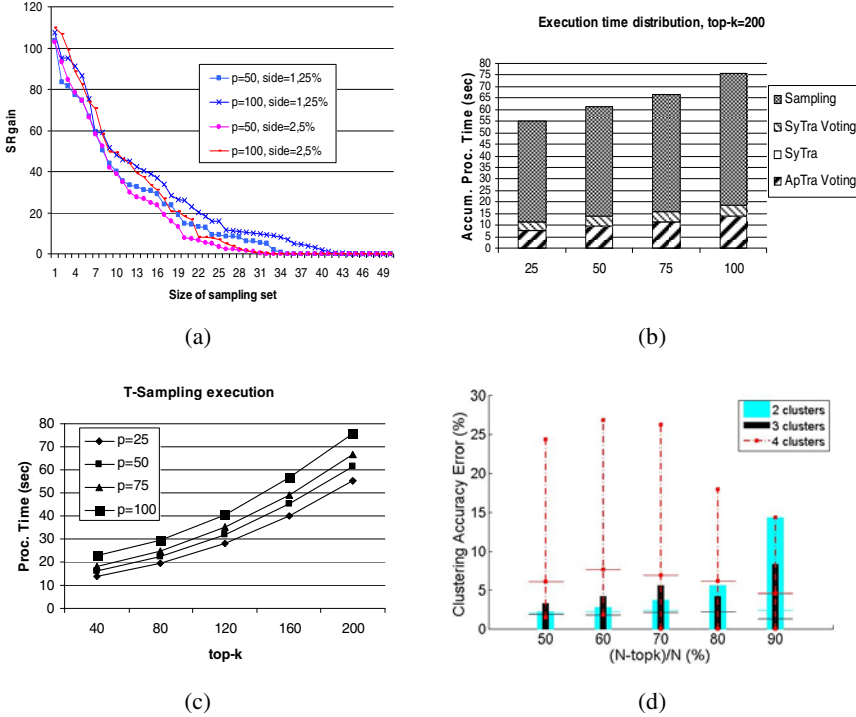 120
100
80
60
40
20
0
SR gain
p=50, side=1,25%
p=100, side=1,25%
p=50, side=2,5%
p=100, side=2,5%
1 4 7 10 13 16 19 22 25 28 31 34 37 40 43 46 49
Size of sampling set
(a)
Execution time distribution, top-k=200
80
75
70
65
60
55
50
45
40
35
30
25
20
15
10
5
0
Accum. Proc. Time (sec)
Sampling
SyTra Voting
SyTra
ApTra Voting
25 50 75 100
(b)
T-Sampling execution
80
70
60
50
40
30
20
10
0
Proc. Time (sec)
p=25
p=50
p=75
p=100
40 80 120 160 200
top-k
(c)
30
25
20
15
10
5
0
Clustering Accuracy Error (%)
2 clusters
3 clusters
4 clusters
50 60 70 80 90
(N-topk)/N (%)
(d)